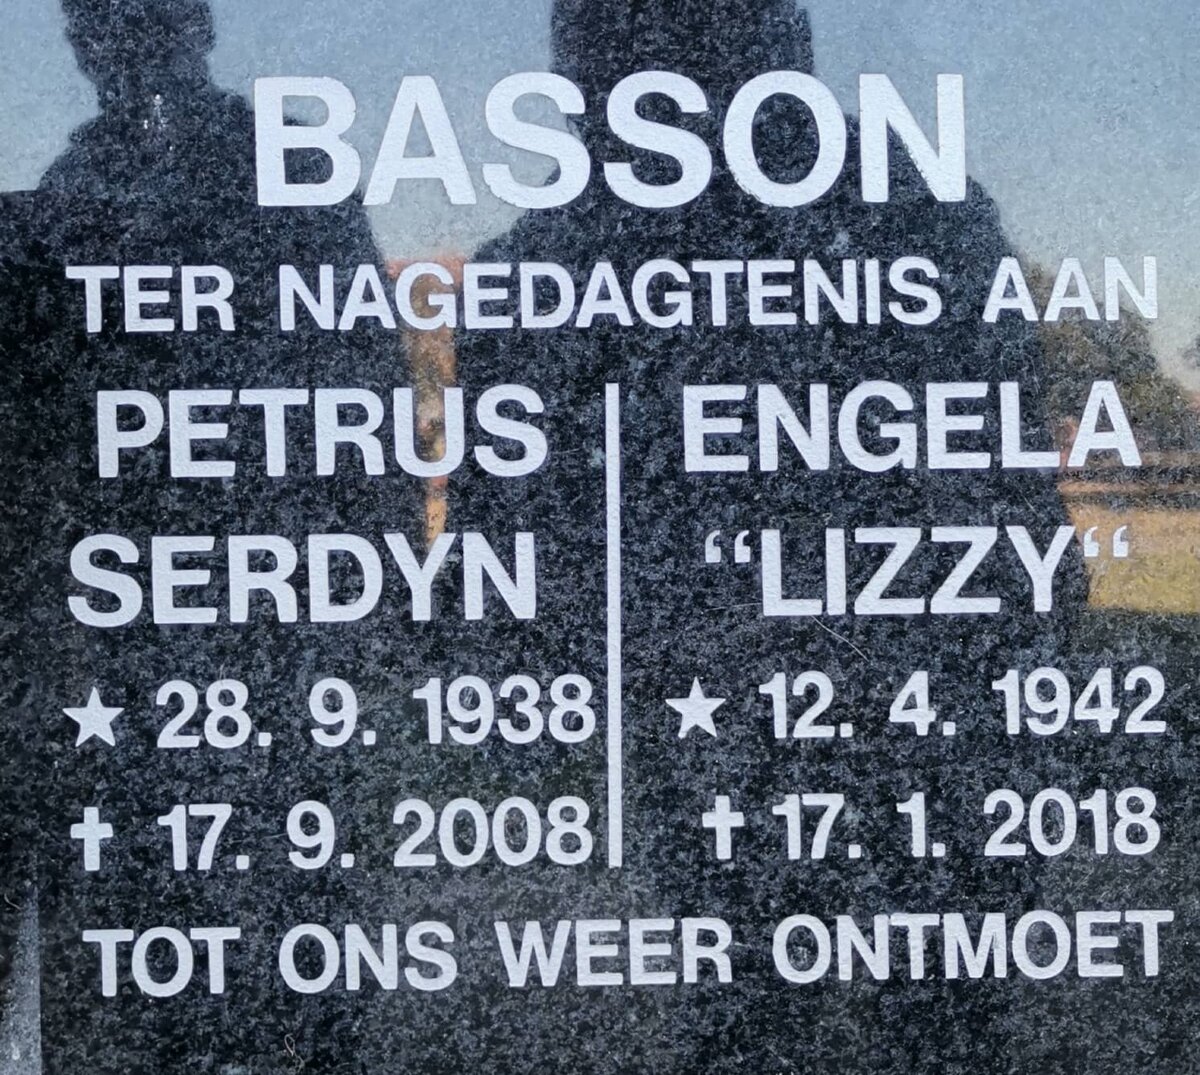 BASSON
TER NAGEDAGTENIS AAN
PETRUS
SERDYN
★ 28. 9. 1938
✝ 17. 9. 2008
ENGELA
“LIZZY“
★ 12. 4. 1942
✝ 17. 1. 2018
TOT ONS WEER ONTMOET